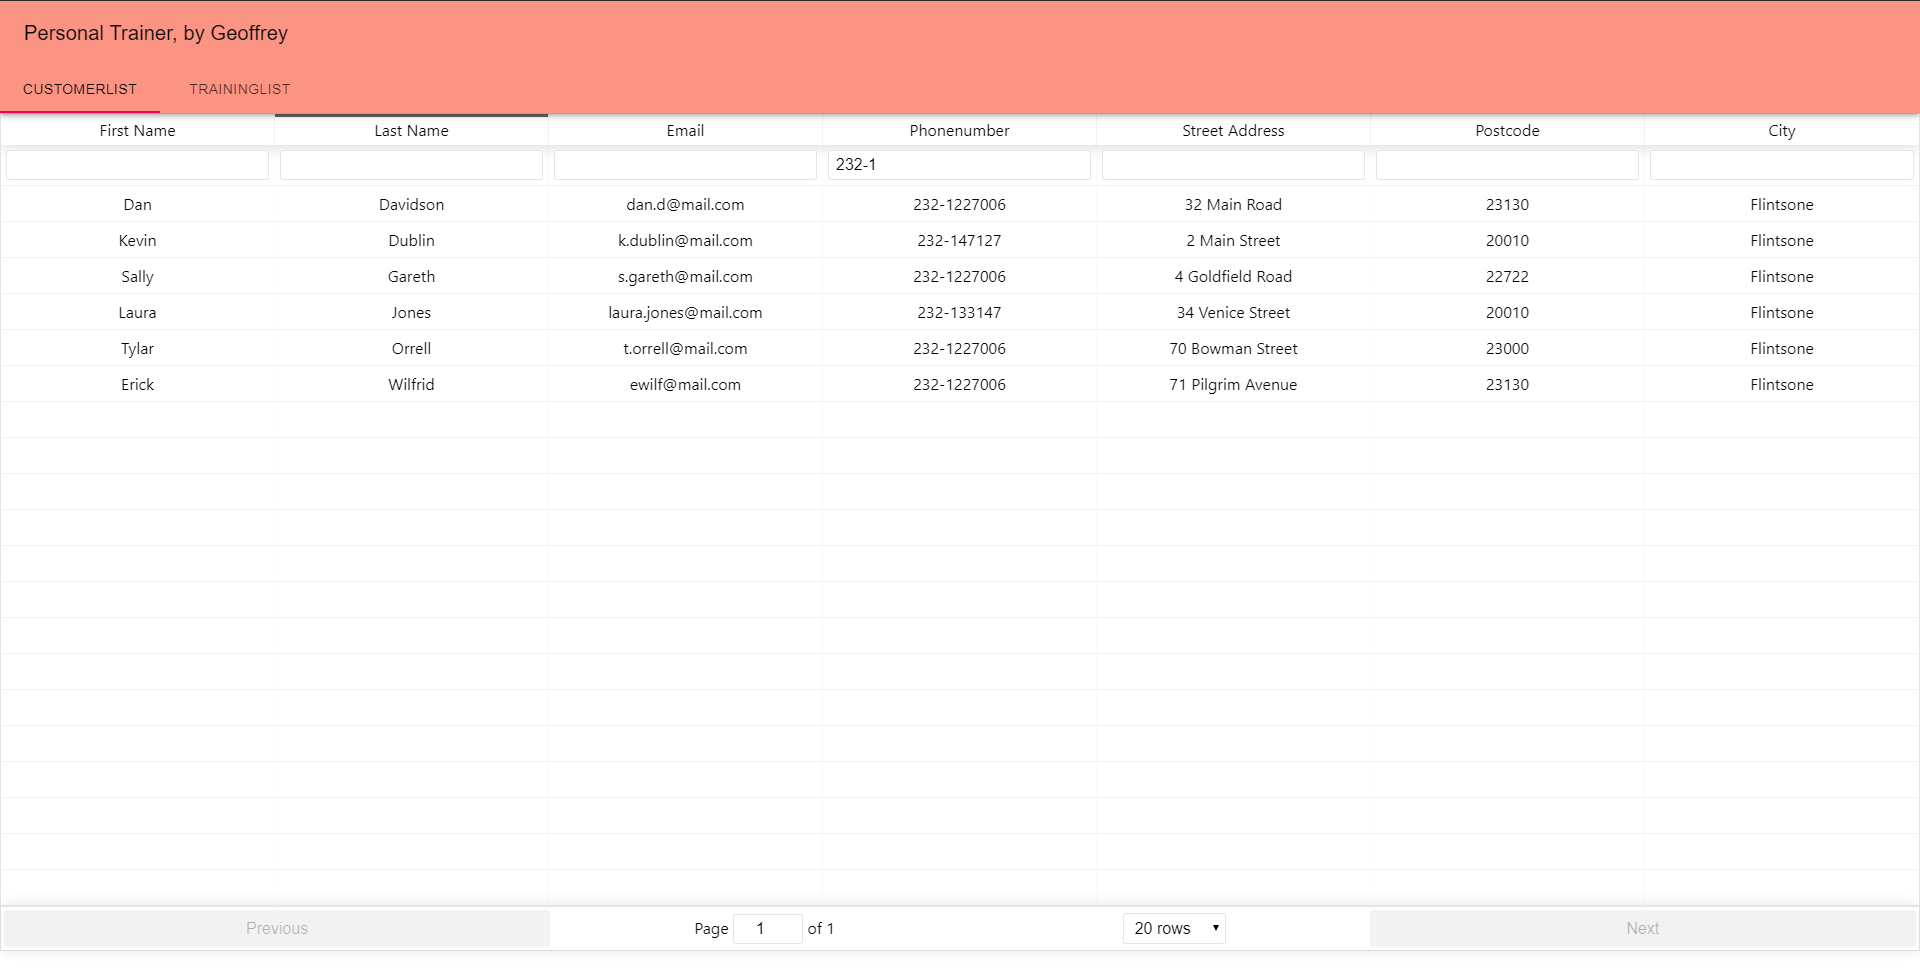 Personal Trainer, by Geoffrey
CUSTOMERLIST TRAININGLIST
First Name Last Name Email Phonenumber Street Address Postcode City
232-1
Dan Davidson dan.d@mail.com 232-1227006 32 Main Road 23130 Flintsone
Kevin Dublin k.dublin@mail.com 232-147127 2 Main Street 20010 Flintsone
Sally Gareth s.gareth@mail.com 232-1227006 4 Goldfield Road 22722 Flintsone
Laura Jones laura.jones@mail.com 232-133147 34 Venice Street 20010 Flintsone
Tylar Orrell t.orrell@mail.com 232-1227006 70 Bowman Street 23000 Flintsone
Erick Wilfrid ewilf@mail.com 232-1227006 71 Pilgrim Avenue 23130 Flintsone
Previous Page 1 of 1 20 rows Next